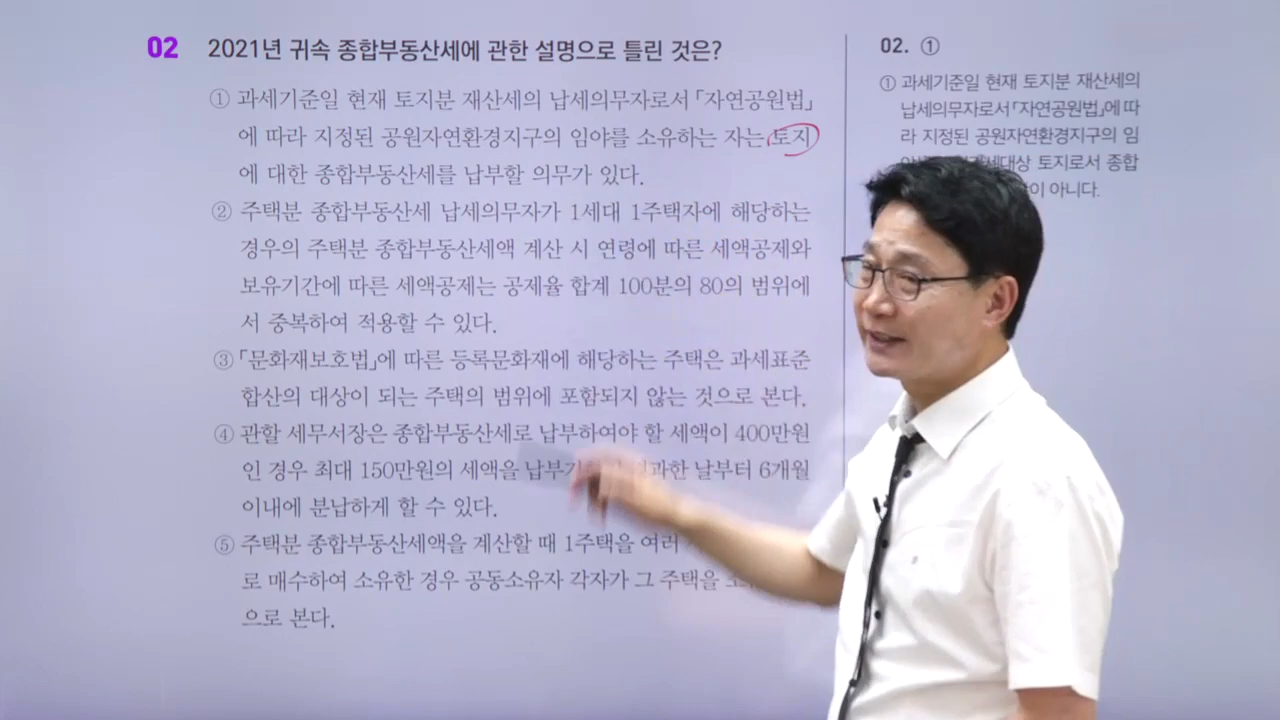 02 2021년 귀속 종합부동산세에 관한 설명으로 틀린 것은?
① 과세기준일 현재 토지분 재산세의 납세의무자로서 「자연공원법」
에 따라 지정된 공원자연환경지구의 임야를 소유하는 자는 토지
에 대한 종합부동산세를 납부할 의무가 있다.
② 주택분 종합부동산세 납세의무자가 1세대 1주택자에 해당하는
경우의 주택분 종합부동산세액 계산 시 연령에 따른 세액공제와
보유기간에 따른 세액공제는 공제율 합계 100분의 80의 범위에
서 중복하여 적용할 수 있다.
③ 「문화재보호법」에 따른 등록문화재에 해당하는 주택은 과세표준
합산의 대상이 되는 주택의 범위에 포함되지 않는 것으로 본다.
④ 관할 세무서장은 종합부동산세로 납부하여야 할 세액이 400만원
인 경우 최대 150만원의 세액을 날부터 6개월
이내에 분납하게 할 수 있다.
⑤ 주택분 종합부동산세액을 계산할 때 1주택을 여러
로 매수하여 소유한 경우 공동소유자 각자가 그 주택을
으로 본다.
02. ①
① 과세기준일 현재 토지분 재산세의
납세의무자로서 「자연공원법」에 따
라 지정된 공원자연환경지구의 임
토지로서 종합
아니다.